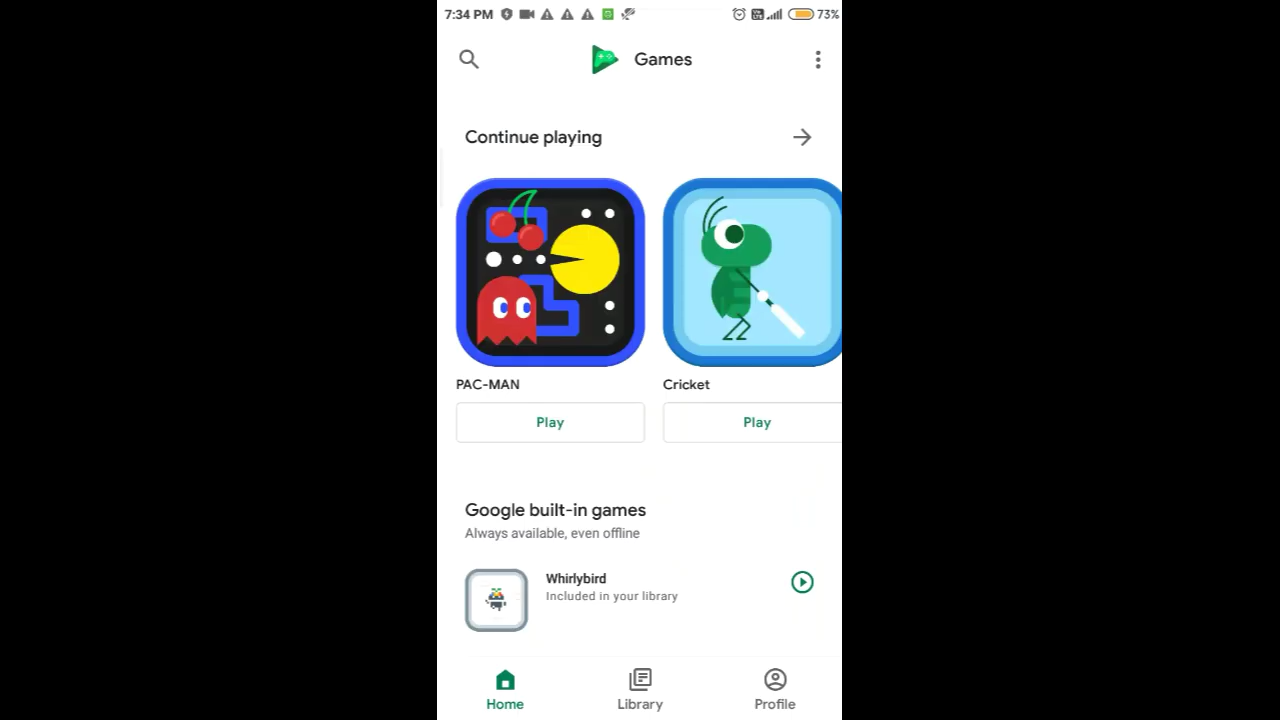 7:34 PM
73%
Games
Continue playing
PAC-MAN
Cricket
Play
Play
Google built-in games
Always available, even offline
Whirlybird
Included in your library
Home
Library
Profile